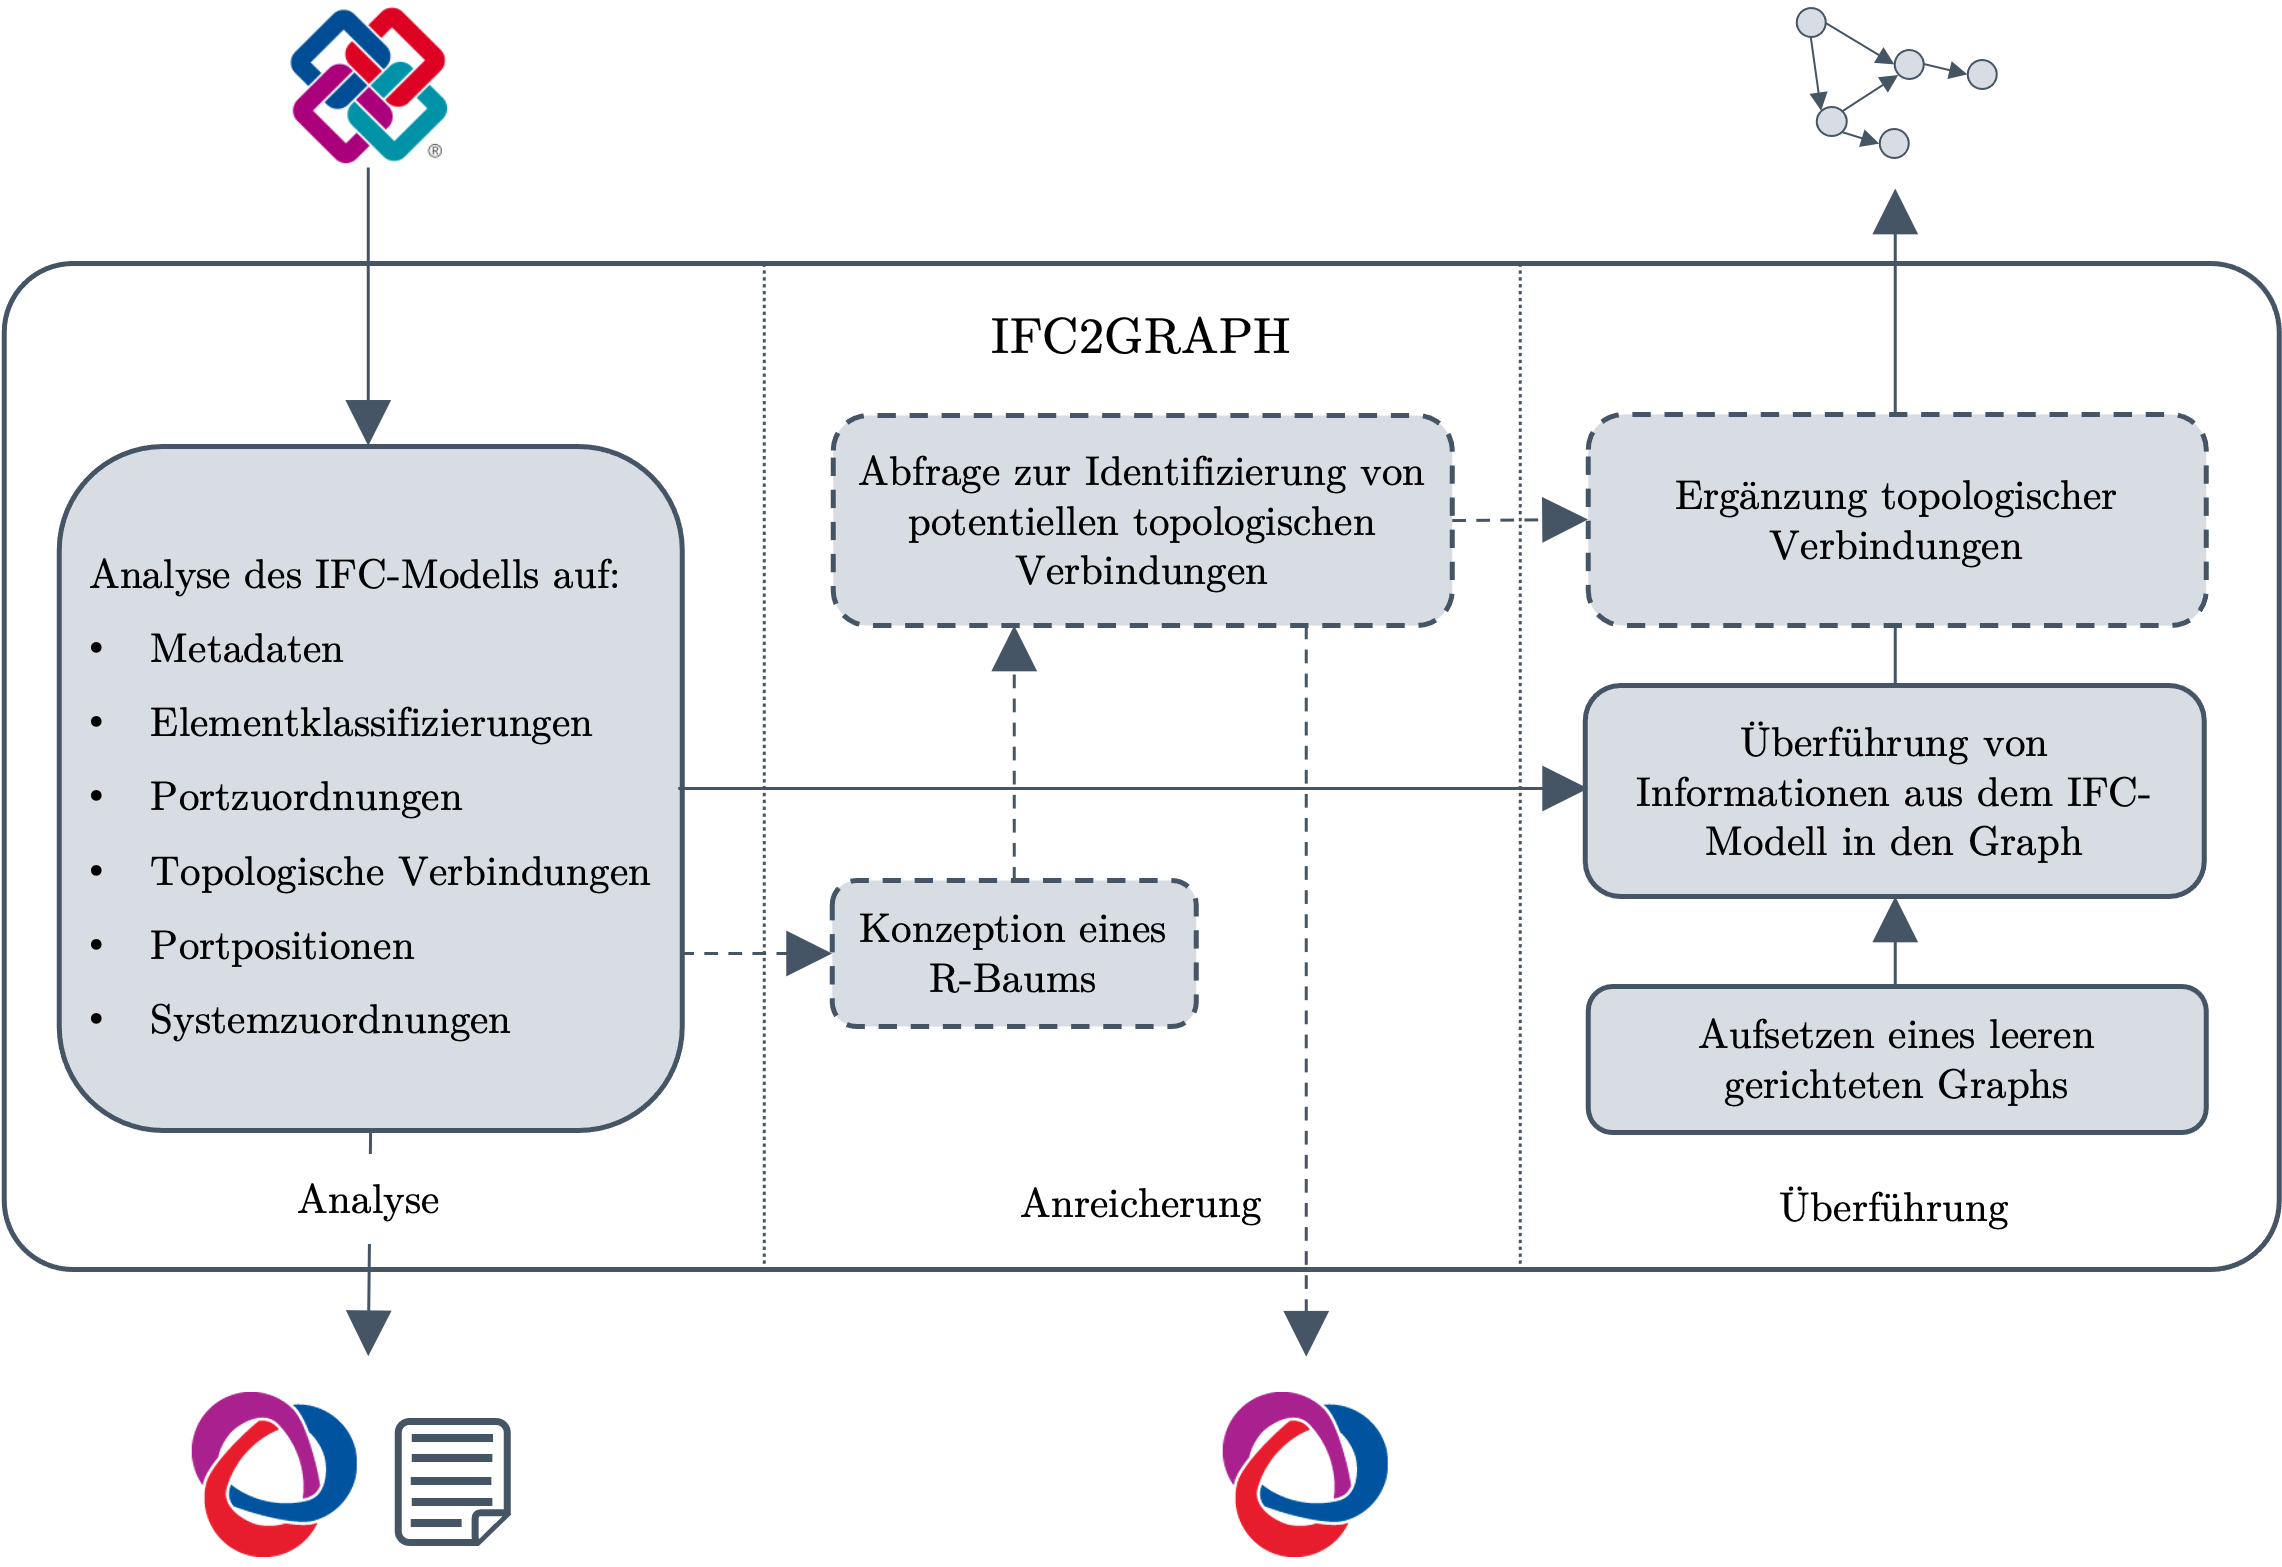 ®
IFC2GRAPH
Analyse des IFC-Modells auf:
• Metadaten
• Elementklassifizierungen
• Portzuordnungen
• Topologische Verbindungen
• Portpositionen
• Systemzuordnungen
Analyse
Abfrage zur Identifizierung von
potentiellen topologischen
Verbindungen
Konzeption eines
R-Baums
Anreicherung
Ergänzung topologischer
Verbindungen
Überführung von
Informationen aus dem IFC-
Modell in den Graph
Aufsetzen eines leeren
gerichteten Graphs
Überführung